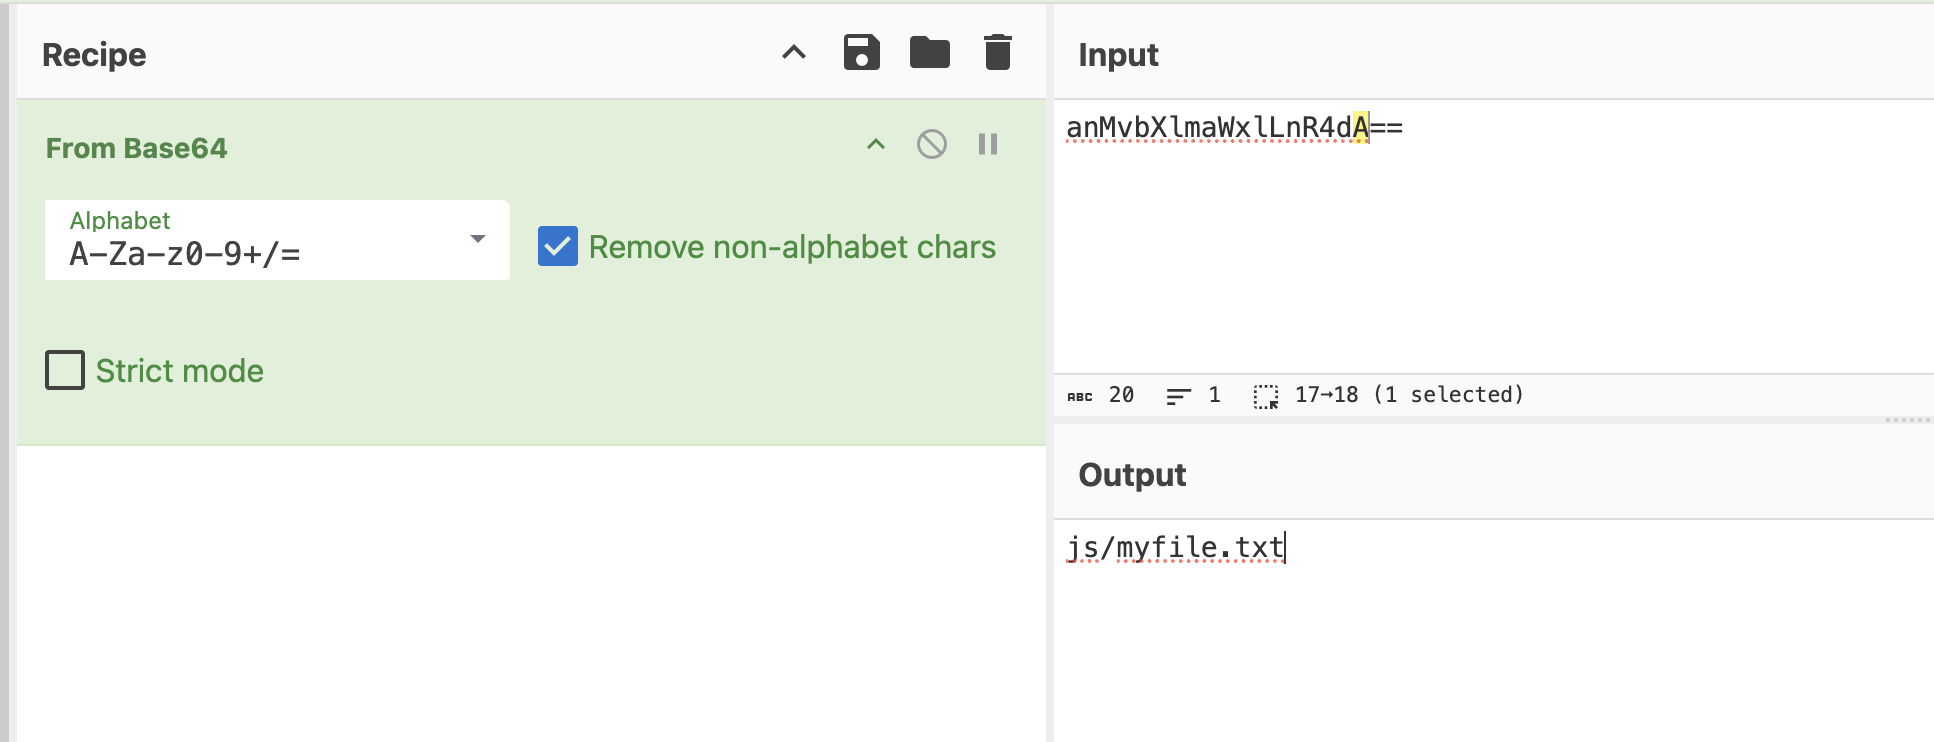 Recipe
From Base64
Alphabet
A-Za-z0-9+/=
Remove non-alphabet chars
Strict mode
Input
anMvbXlmaWxlLnR4dA==
ABC 20 1 17→18 (1 selected)
Output
js/myfile.txt